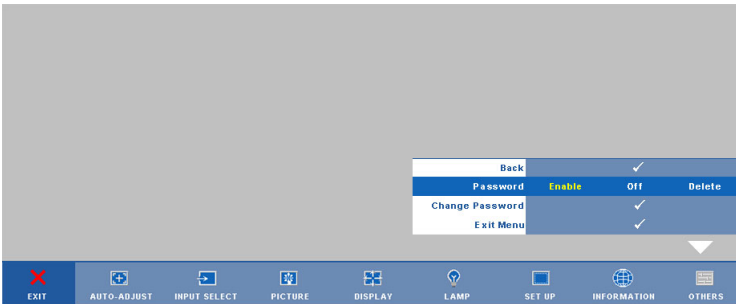 Back
Password Enable Off Delete
Change Password
Exit Menu
EXIT AUTO-ADJUST INPUT SELECT PICTURE DISPLAY LAMP SET UP INFORMATION OTHERS